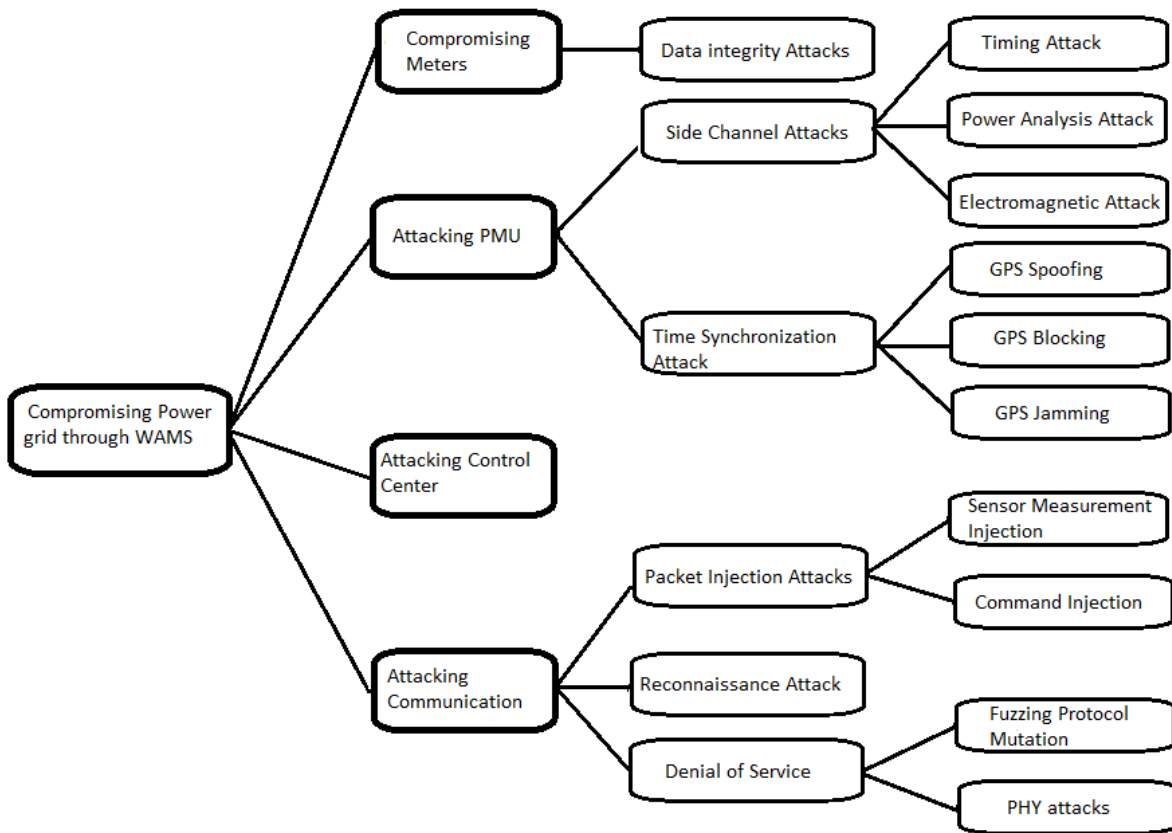 Compromising Power
grid through WAMS
Compromising
Meters
Attacking PMU
Attacking Control
Center
Attacking
Communication
Data integrity Attacks
Side Channel Attacks
Time Synchronization
Attack
Packet Injection Attacks
Reconnaissance Attack
Denial of Service
Timing Attack
Power Analysis Attack
Electromagnetic Attack
GPS Spoofing
GPS Blocking
GPS Jamming
Sensor Measurement
Injection
Command Injection
Fuzzing Protocol
Mutation
PHY attacks